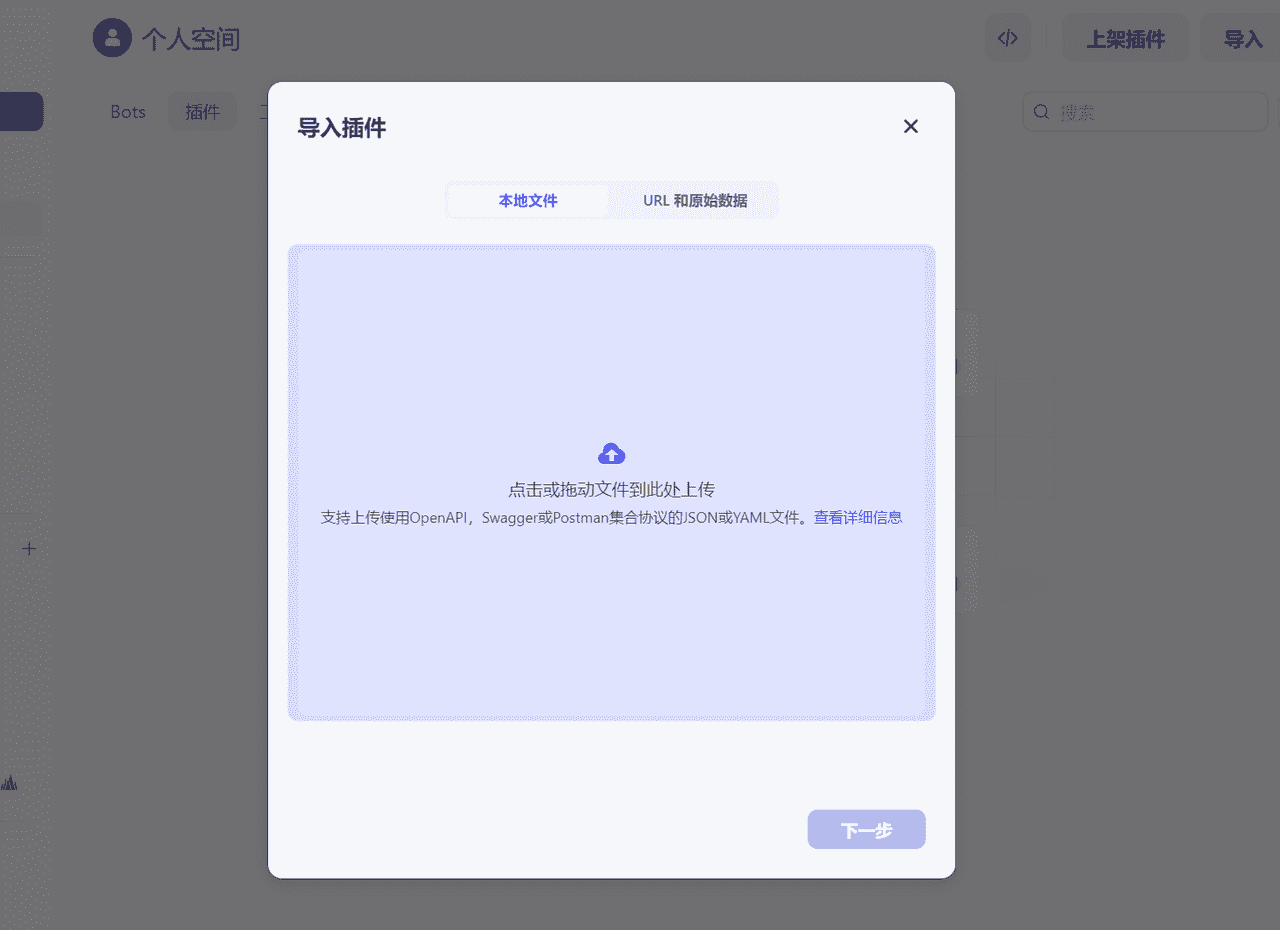 个人空间
上架插件
导入
Bots
插件
搜索
导入插件
本地文件
URL 和原始数据
点击或拖动文件到此处上传
支持上传使用OpenAPI，Swagger或Postman集合协议的JSON或YAML文件。查看详细信息
下一步